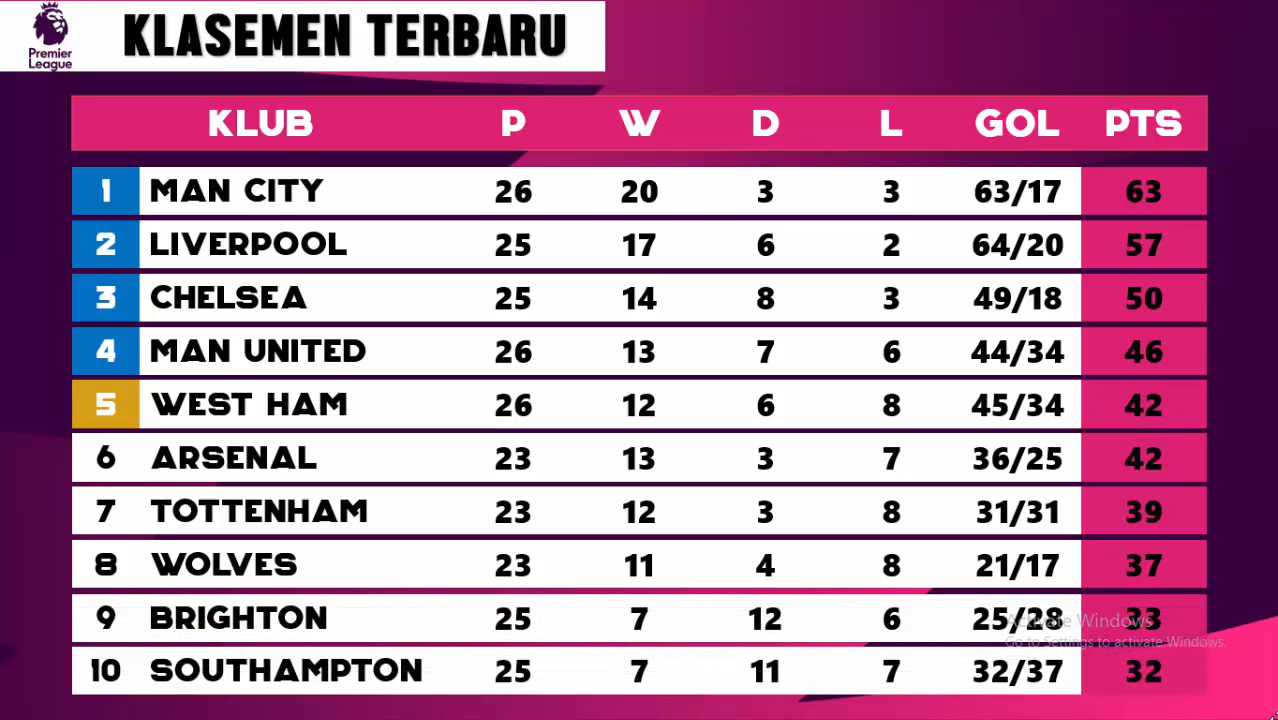 Premier
League
KLASEMEN TERBARU
KLUB P W D L GOL PTS
1 MAN CITY 26 20 3 3 63/17 63
2 LIVERPOOL 25 17 6 2 64/20 57
3 CHELSEA 25 14 8 3 49/18 50
4 MAN UNITED 26 13 7 6 44/34 46
5 WEST HAM 26 12 6 8 45/34 42
6 ARSENAL 23 13 3 7 36/25 42
7 TOTTENHAM 23 12 3 8 31/31 39
8 WOLVES 23 11 4 8 21/17 37
9 BRIGHTON 25 7 12 6 25/28 33
Activate Windows
Go to Settings to activate Windows.
10 SOUTHAMPTON 25 7 11 7 32/37 32